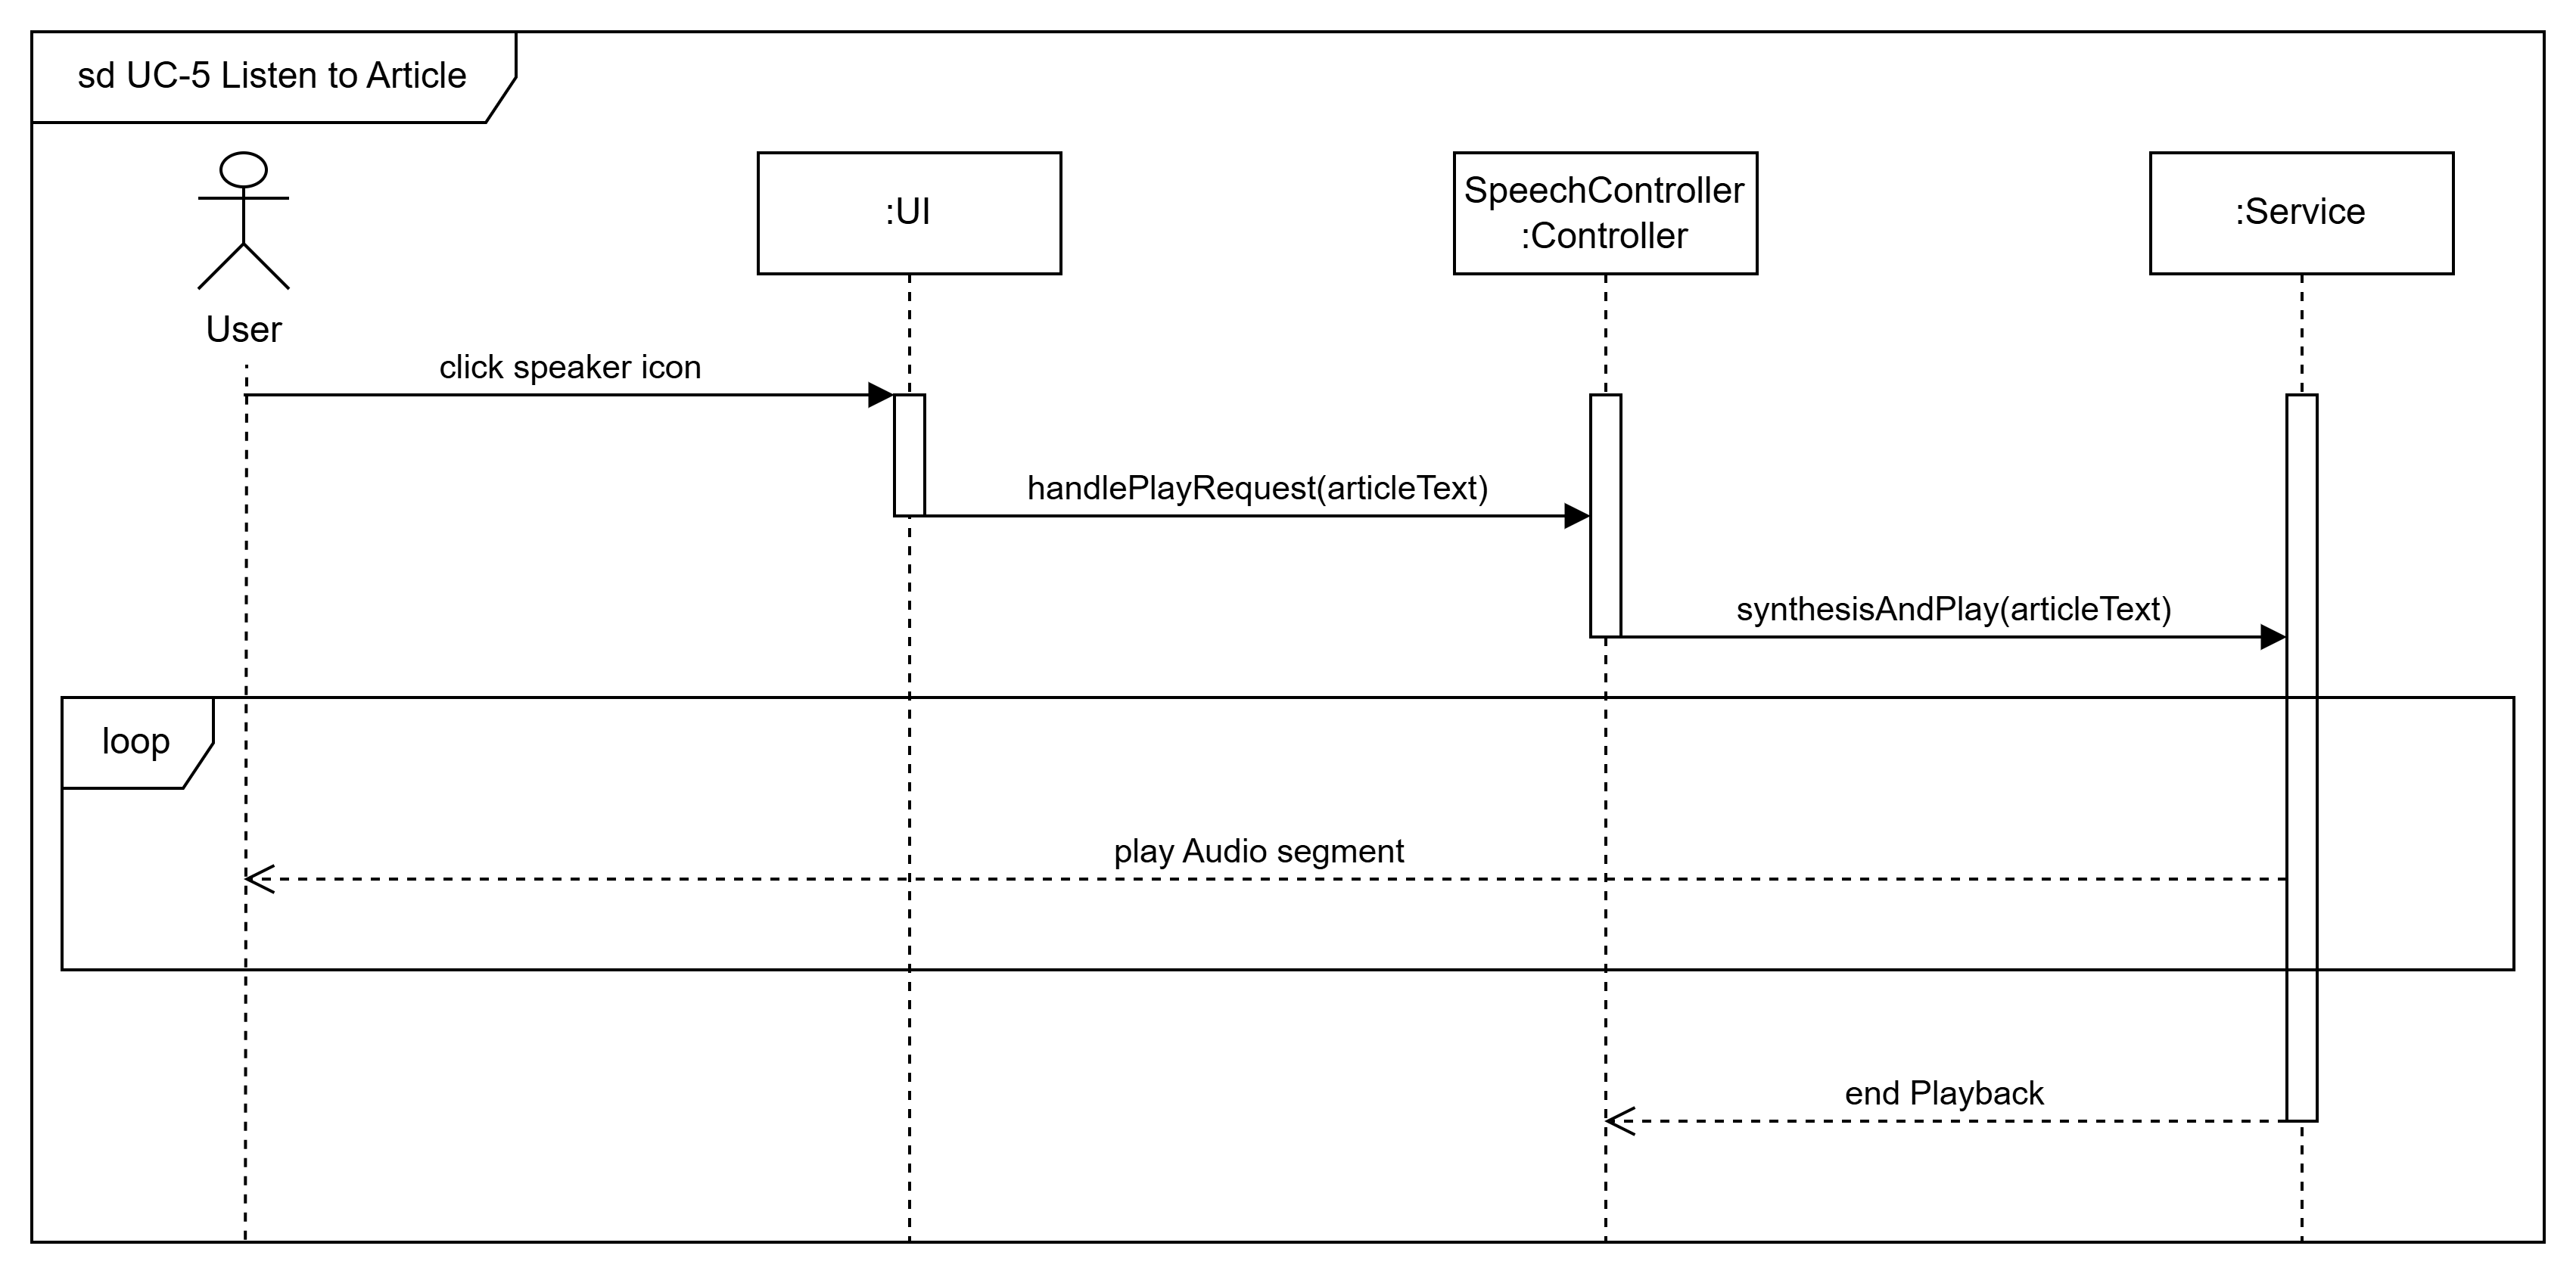 sd UC-5 Listen to Article
User
:UI
SpeechController
:Controller
:Service
click speaker icon
handlePlayRequest(articleText)
synthesisAndPlay(articleText)
loop
play Audio segment
end Playback